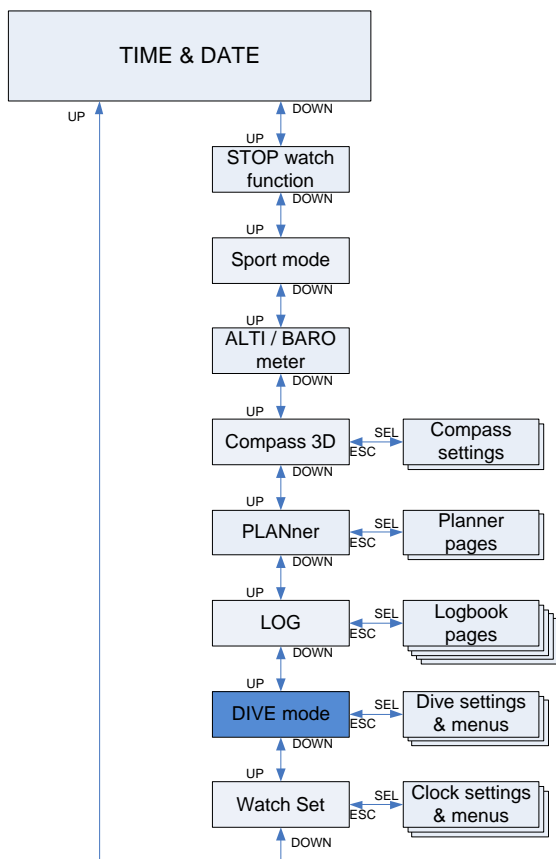 TIME & DATE
UP
DOWN
UP
STOP watch
function
DOWN
UP
Sport mode
DOWN
UP
ALTI / BARO
meter
DOWN
UP
Compass 3D
SEL
ESC
Compass
settings
DOWN
UP
PLANner
SEL
ESC
Planner
pages
DOWN
UP
LOG
SEL
ESC
Logbook
pages
DOWN
UP
DIVE mode
SEL
ESC
Dive settings
& menus
DOWN
UP
Watch Set
SEL
ESC
Clock settings
& menus
DOWN